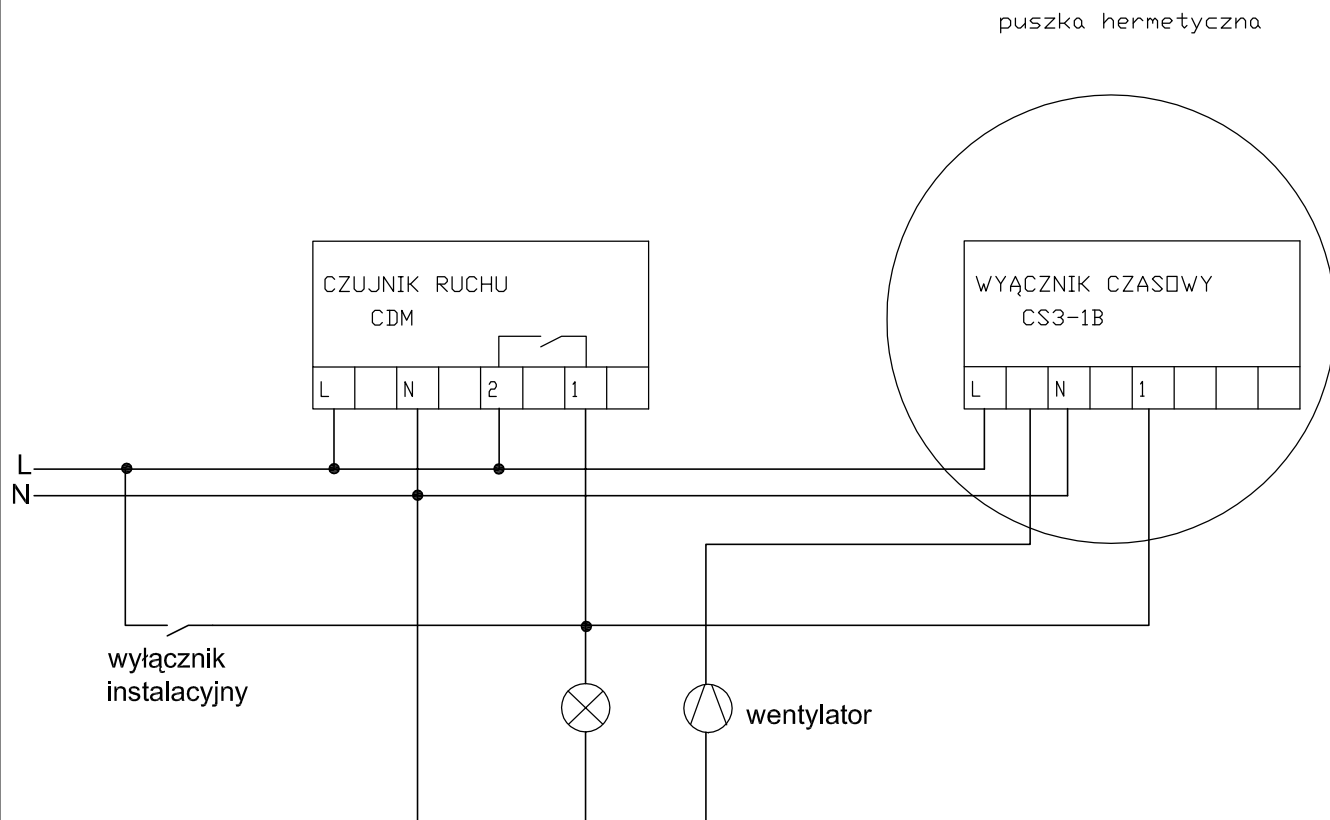 puszka hermetyczna
CZUJNIK RUCHU
CDM
WYĄCZNIK CZASOWY
CS3-1B
L N 2 1
L N 1
L
N
wyłącznik
instalacyjny
wentylator